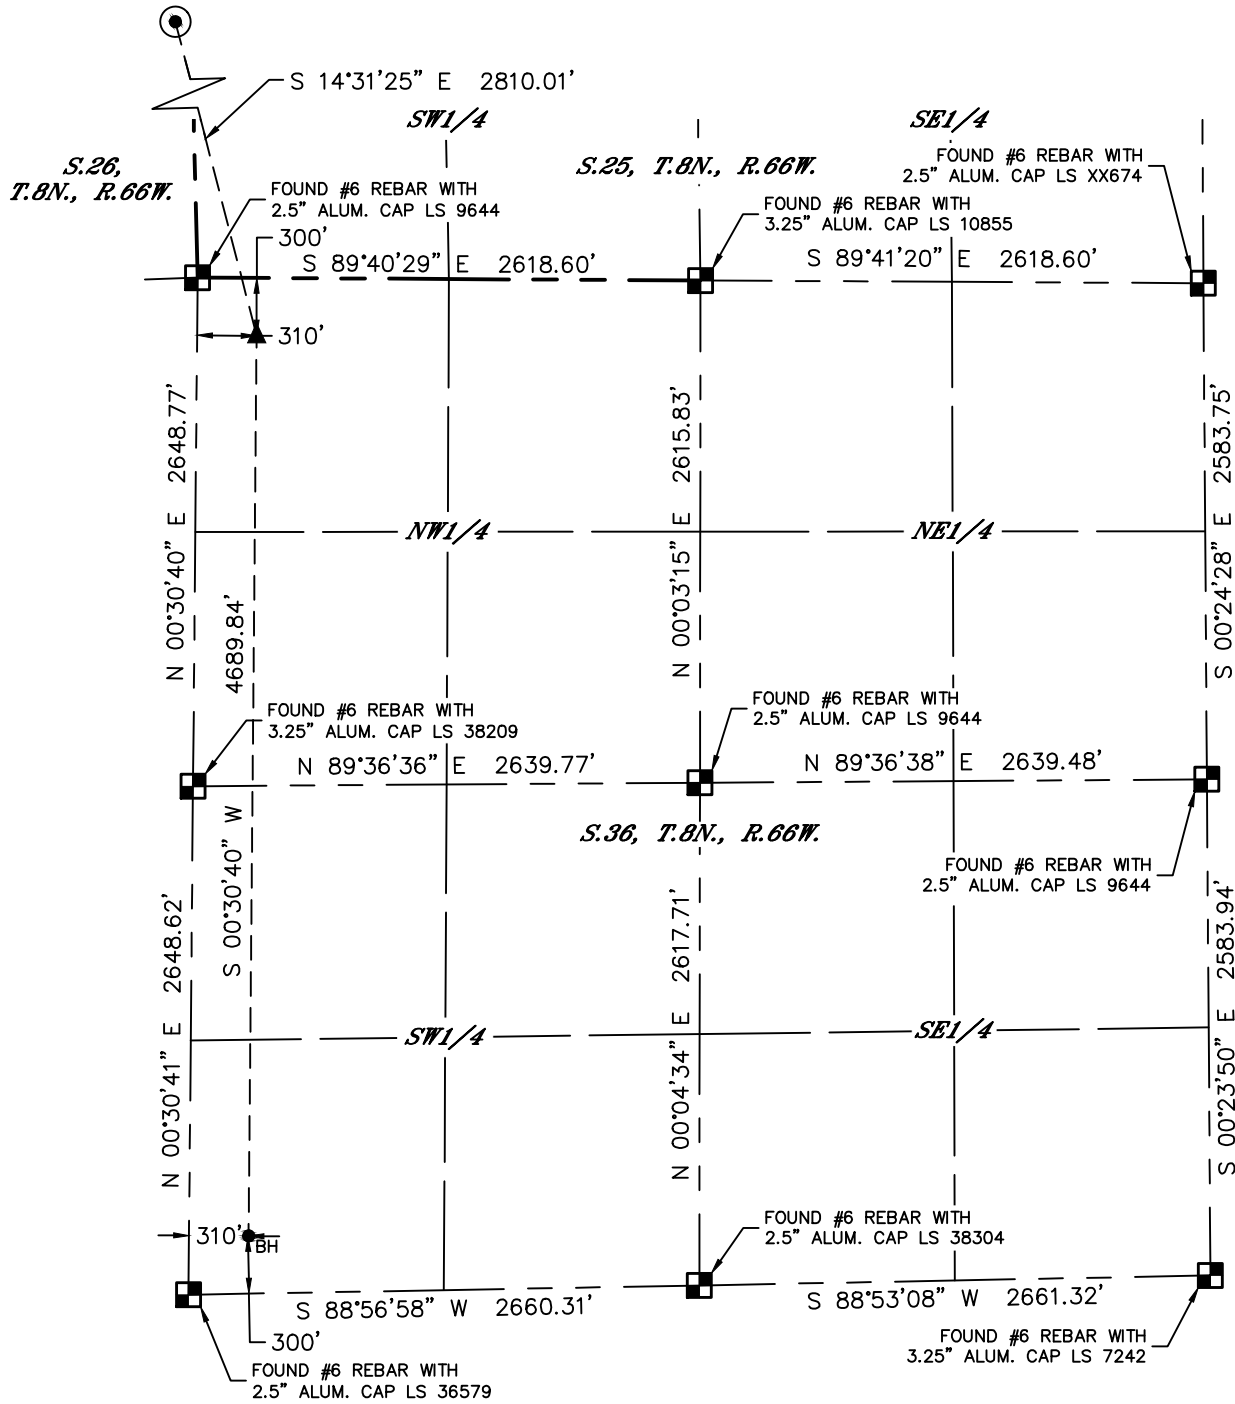 S 14°31'25" E 2810.01'
SW1/4
SE1/4
S.26,
T.8N., R.66W.
S.25, T.8N., R.66W.
FOUND #6 REBAR WITH
2.5" ALUM. CAP LS XX674
FOUND #6 REBAR WITH
2.5" ALUM. CAP LS 9644
FOUND #6 REBAR WITH
3.25" ALUM. CAP LS 10855
300'
S 89°40'29" E 2618.60'
S 89°41'20" E 2618.60'
310'
N 00°30'40" E 2648.77'
N 00°03'15" E 2615.83'
S 00°24'28" E 2583.75'
NW1/4
NE1/4
S 00°30'40" W 4689.84'
FOUND #6 REBAR WITH
3.25" ALUM. CAP LS 38209
FOUND #6 REBAR WITH
2.5" ALUM. CAP LS 9644
N 89°36'36" E 2639.77'
N 89°36'38" E 2639.48'
S.36, T.8N., R.66W.
FOUND #6 REBAR WITH
2.5" ALUM. CAP LS 9644
N 00°30'41" E 2648.62'
N 00°04'34" E 2617.71'
S 00°23'50" E 2583.94'
SW1/4
SE1/4
310'
BH
FOUND #6 REBAR WITH
2.5" ALUM. CAP LS 38304
S 88°56'58" W 2660.31'
S 88°53'08" W 2661.32'
300'
FOUND #6 REBAR WITH
3.25" ALUM. CAP LS 7242
FOUND #6 REBAR WITH
2.5" ALUM. CAP LS 36579